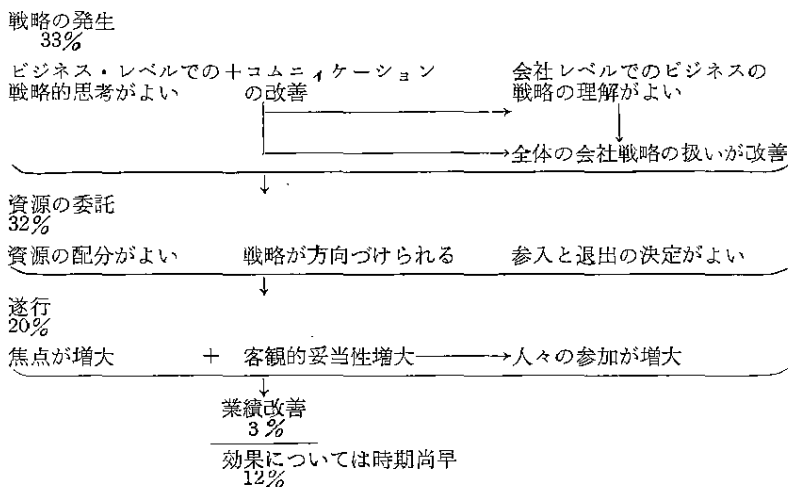 戦略の発生
33%
ビジネス・レベルでの＋コムニィケーション 会社レベルでのビジネスの
戦略的思考がよい の改善 戦略の理解がよい
全体の会社戦略の扱いが改善
資源の委託
32%
資源の配分がよい 戦略が方向づけられる 参入と退出の決定がよい
遂行
20%
焦点が増大 ＋ 客観的妥当性増大 人々の参加が増大
業績改善
3%
効果については時期尚早
12%